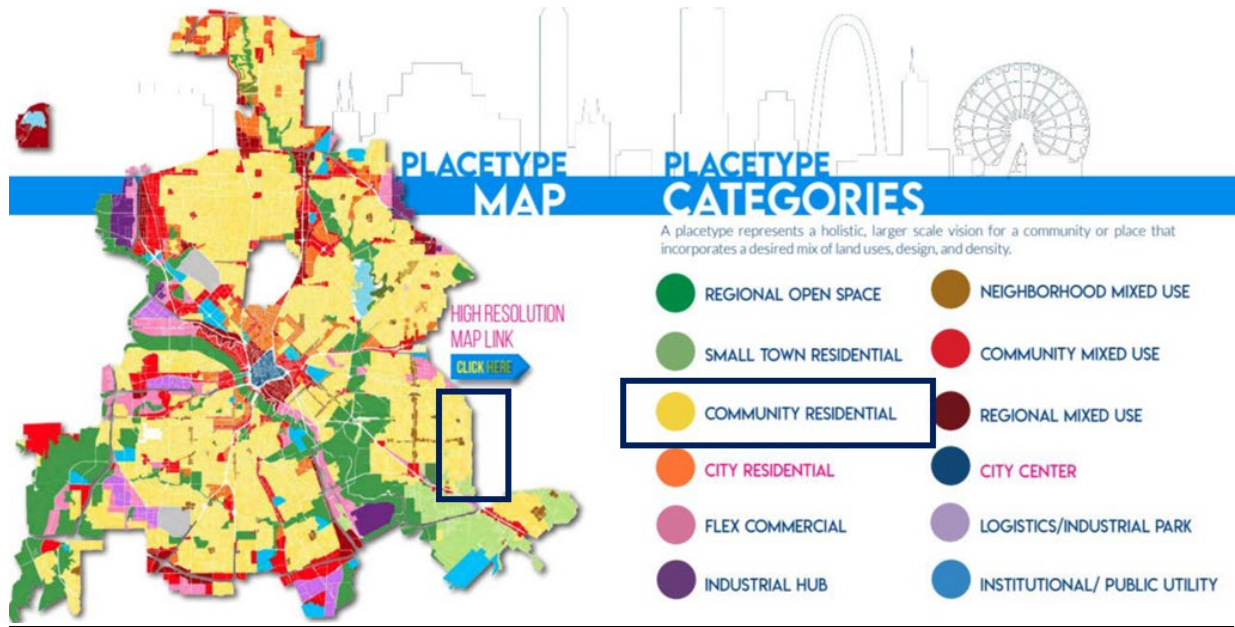 PLACETYPE
MAP
HIGH RESOLUTION
MAP LINK
CLICK HERE
PLACETYPE
CATEGORIES
A placetype represents a holistic, larger scale vision for a community or place that
incorporates a desired mix of land uses, design, and density.
REGIONAL OPEN SPACE
SMALL TOWN RESIDENTIAL
COMMUNITY RESIDENTIAL
CITY RESIDENTIAL
FLEX COMMERCIAL
INDUSTRIAL HUB
NEIGHBORHOOD MIXED USE
COMMUNITY MIXED USE
REGIONAL MIXED USE
CITY CENTER
LOGISTICS/INDUSTRIAL PARK
INSTITUTIONAL/ PUBLIC UTILITY